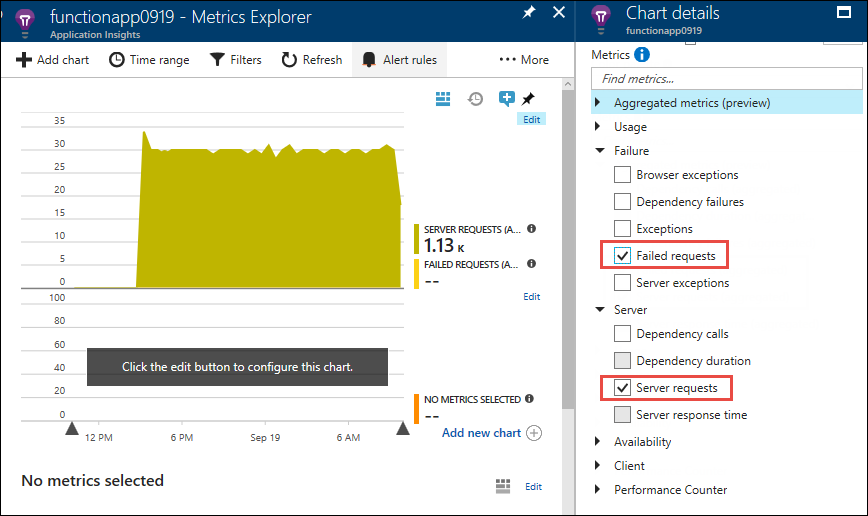 functionapp0919 - Metrics Explorer
Application Insights
Add chart
Time range
Filters
Refresh
Alert rules
More
Edit
35
30
25
20
15
10
5
0
SERVER REQUESTS (A...
1.13 K
FAILED REQUESTS (A...
--
Edit
100
80
60
40
20
0
Click the edit button to configure this chart.
NO METRICS SELECTED
--
12 PM
6 PM
Sep 19
6 AM
Add new chart
No metrics selected
Edit
Chart details
functionapp0919
Metrics
Find metrics...
Aggregated metrics (preview)
Usage
Failure
Browser exceptions
Dependency failures
Exceptions
Failed requests
Server exceptions
Server
Dependency calls
Dependency duration
Server requests
Server response time
Availability
Client
Performance Counter